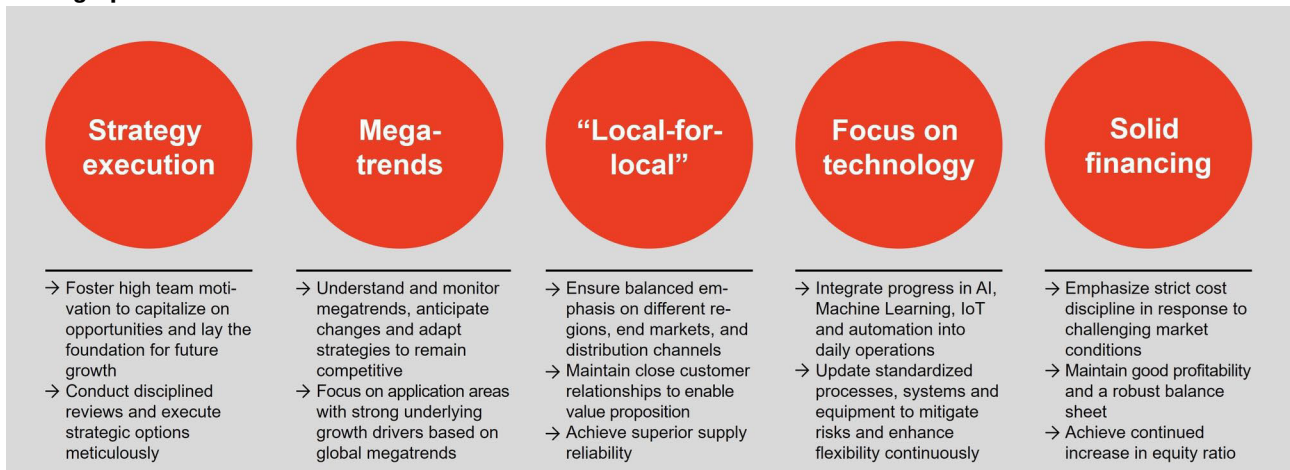 Strategy
execution
Mega-
trends
“Local-for-
local”
Focus on
technology
Solid
financing
→ Foster high team moti-
vation to capitalize on
opportunities and lay the
foundation for future
growth
→ Conduct disciplined
reviews and execute
strategic options
meticulously
→ Understand and monitor
megatrends, anticipate
changes and adapt
strategies to remain
competitive
→ Focus on application areas
with strong underlying
growth drivers based on
global megatrends
→ Ensure balanced em-
phasis on different re-
gions, end markets, and
distribution channels
→ Maintain close customer
relationships to enable
value proposition
→ Achieve superior supply
reliability
→ Integrate progress in AI,
Machine Learning, IoT
and automation into
daily operations
→ Update standardized
processes, systems and
equipment to mitigate
risks and enhance
flexibility continuously
→ Emphasize strict cost
discipline in response to
challenging market
conditions
→ Maintain good profitability
and a robust balance
sheet
→ Achieve continued
increase in equity ratio